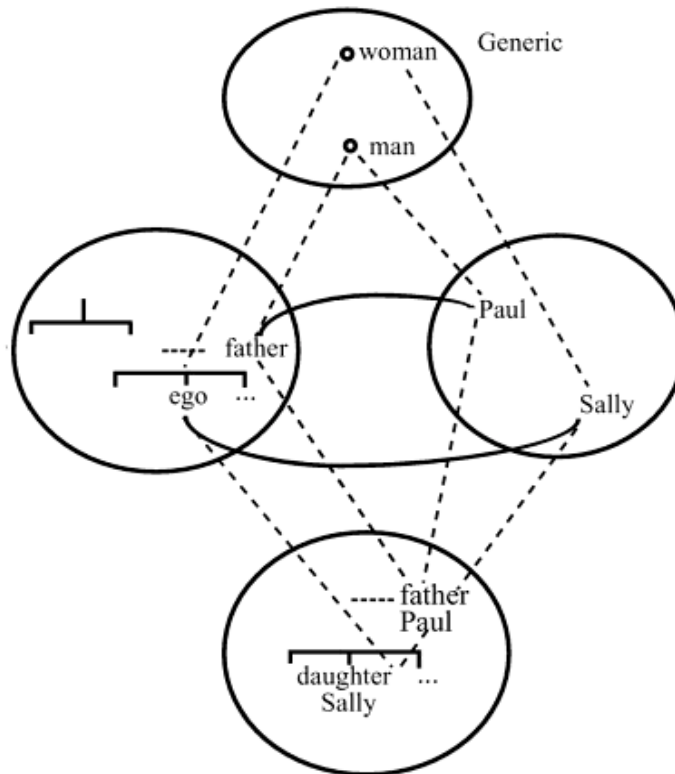 woman
Generic
man
Paul
father
ego ...
Sally
father
Paul
daughter ...
Sally